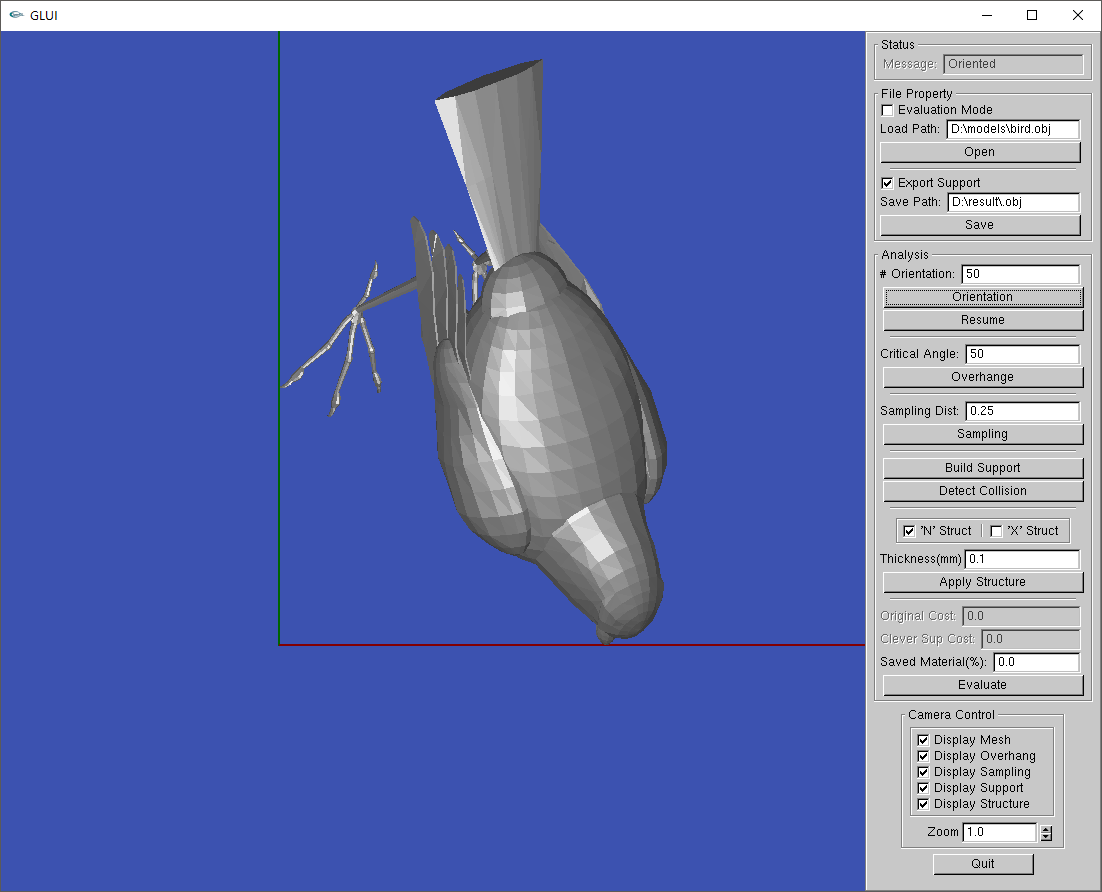 GLUI
Status
Message: Oriented
File Property
Evaluation Mode
Load Path: D:\models\bird.obj
Open
Export Support
Save Path: D:\result\.obj
Save
Analysis
# Orientation: 50
Orientation
Resume
Critical Angle: 50
Overhange
Sampling Dist: 0.25
Sampling
Build Support
Detect Collision
'N' Struct 'X' Struct
Thickness(mm) 0.1
Apply Structure
Original Cost: 0.0
Clever Sup Cost: 0.0
Saved Material(%): 0.0
Evaluate
Camera Control
Display Mesh
Display Overhang
Display Sampling
Display Support
Display Structure
Zoom 1.0
Quit